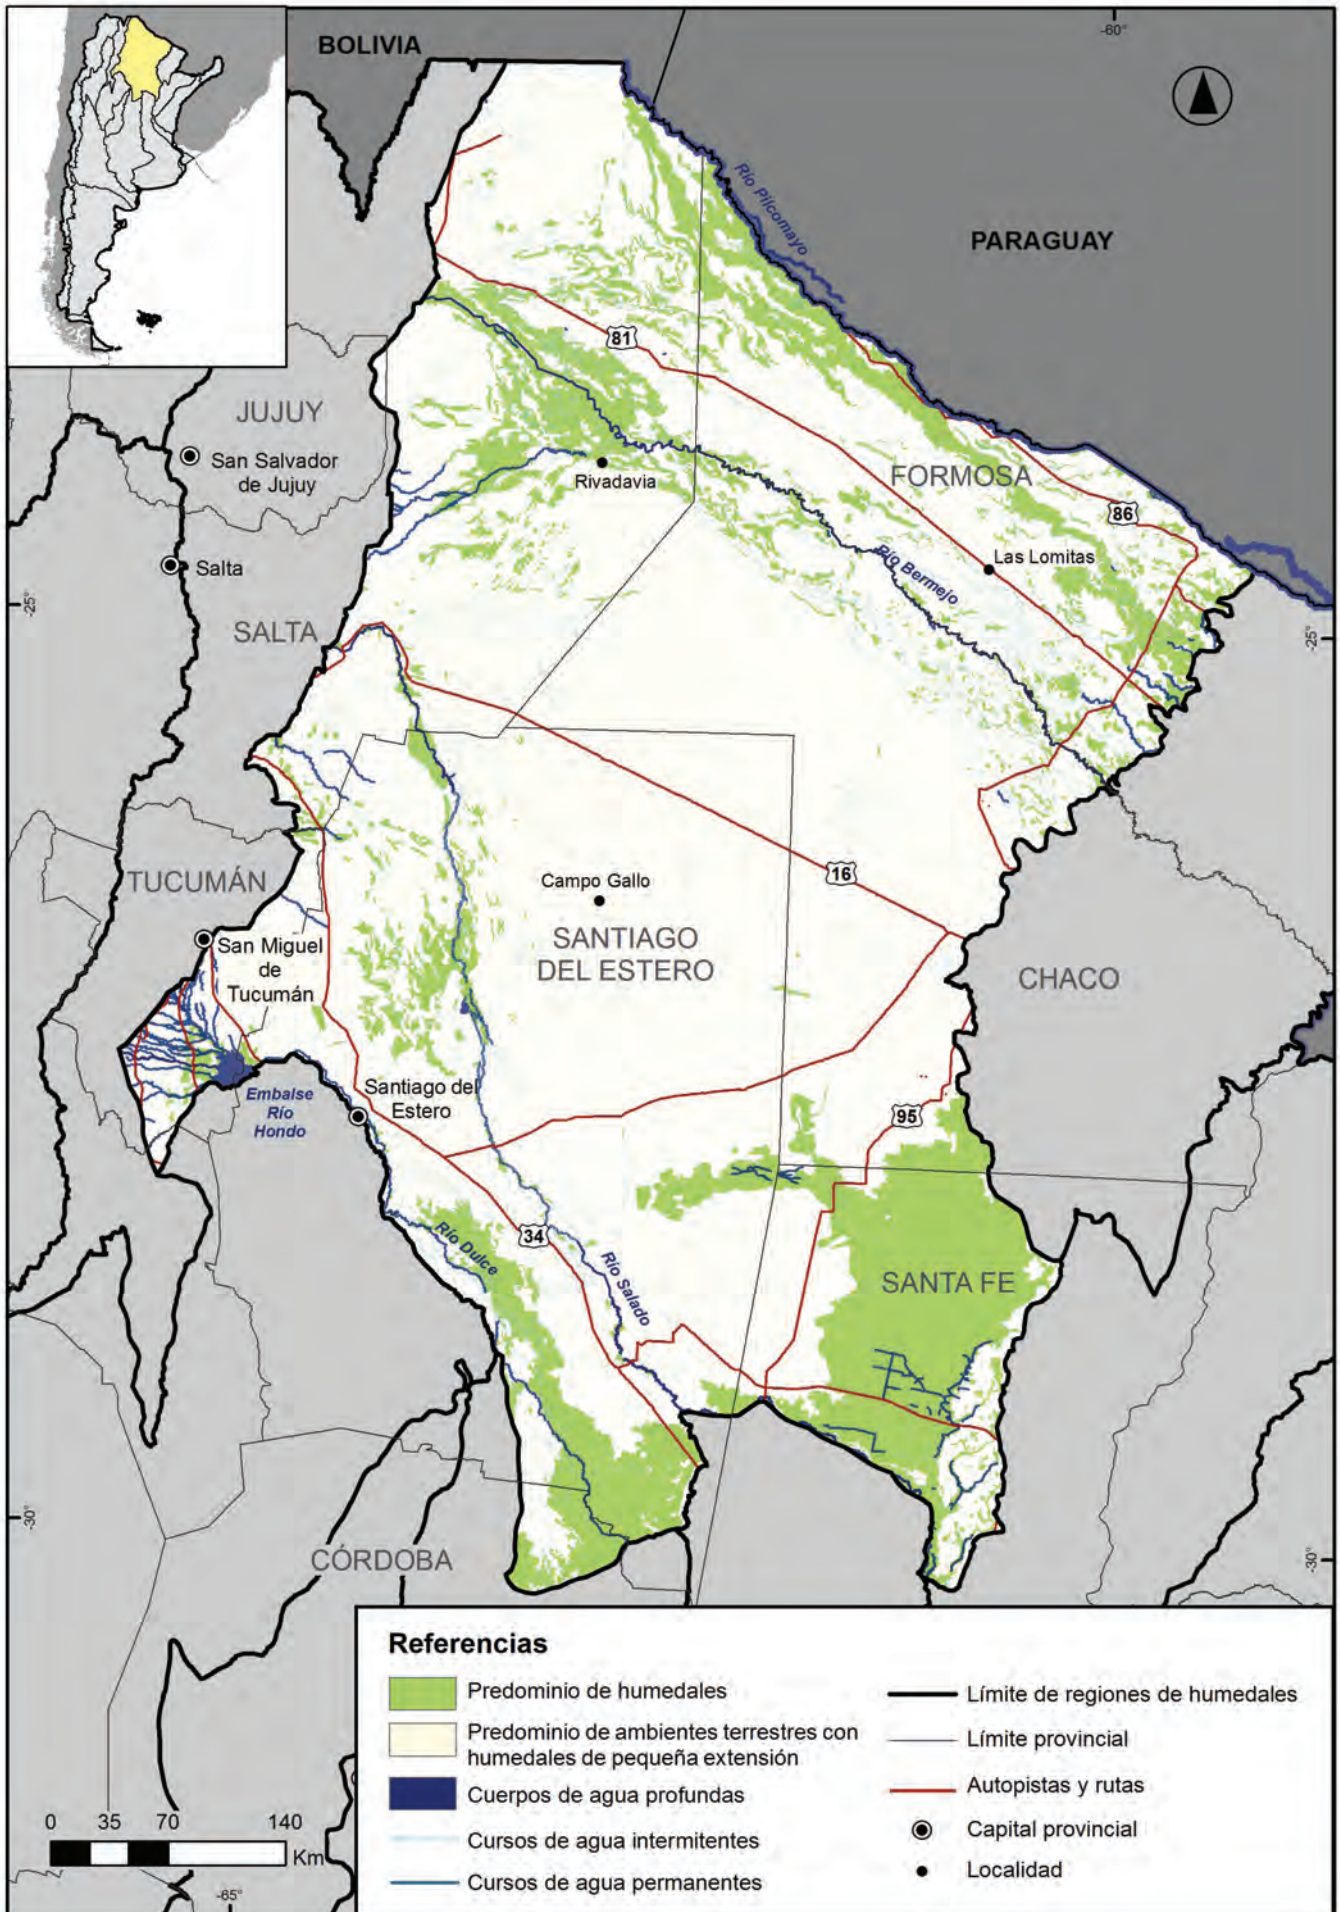 BOLIVIA
-60°
PARAGUAY
Río Pilcomayo
81
JUJUY
San Salvador
de Jujuy
Rivadavia
FORMOSA
86
Salta
Las Lomitas
Río Bermejo
-25°
-25°
SALTA
16
TUCUMÁN
Campo Gallo
SANTIAGO
DEL ESTERO
San Miguel
de
Tucumán
CHACO
Embalse
Río
Hondo
Santiago del
Estero
95
Río Dulce
34
Río Salado
SANTA FE
-30°
-30°
CÓRDOBA
Referencias
Predominio de humedales
Predominio de ambientes terrestres con
humedales de pequeña extensión
Cuerpos de agua profundas
Cursos de agua intermitentes
Cursos de agua permanentes
Límite de regiones de humedales
Límite provincial
Autopistas y rutas
Capital provincial
Localidad
0 35 70 140
Km
-65°